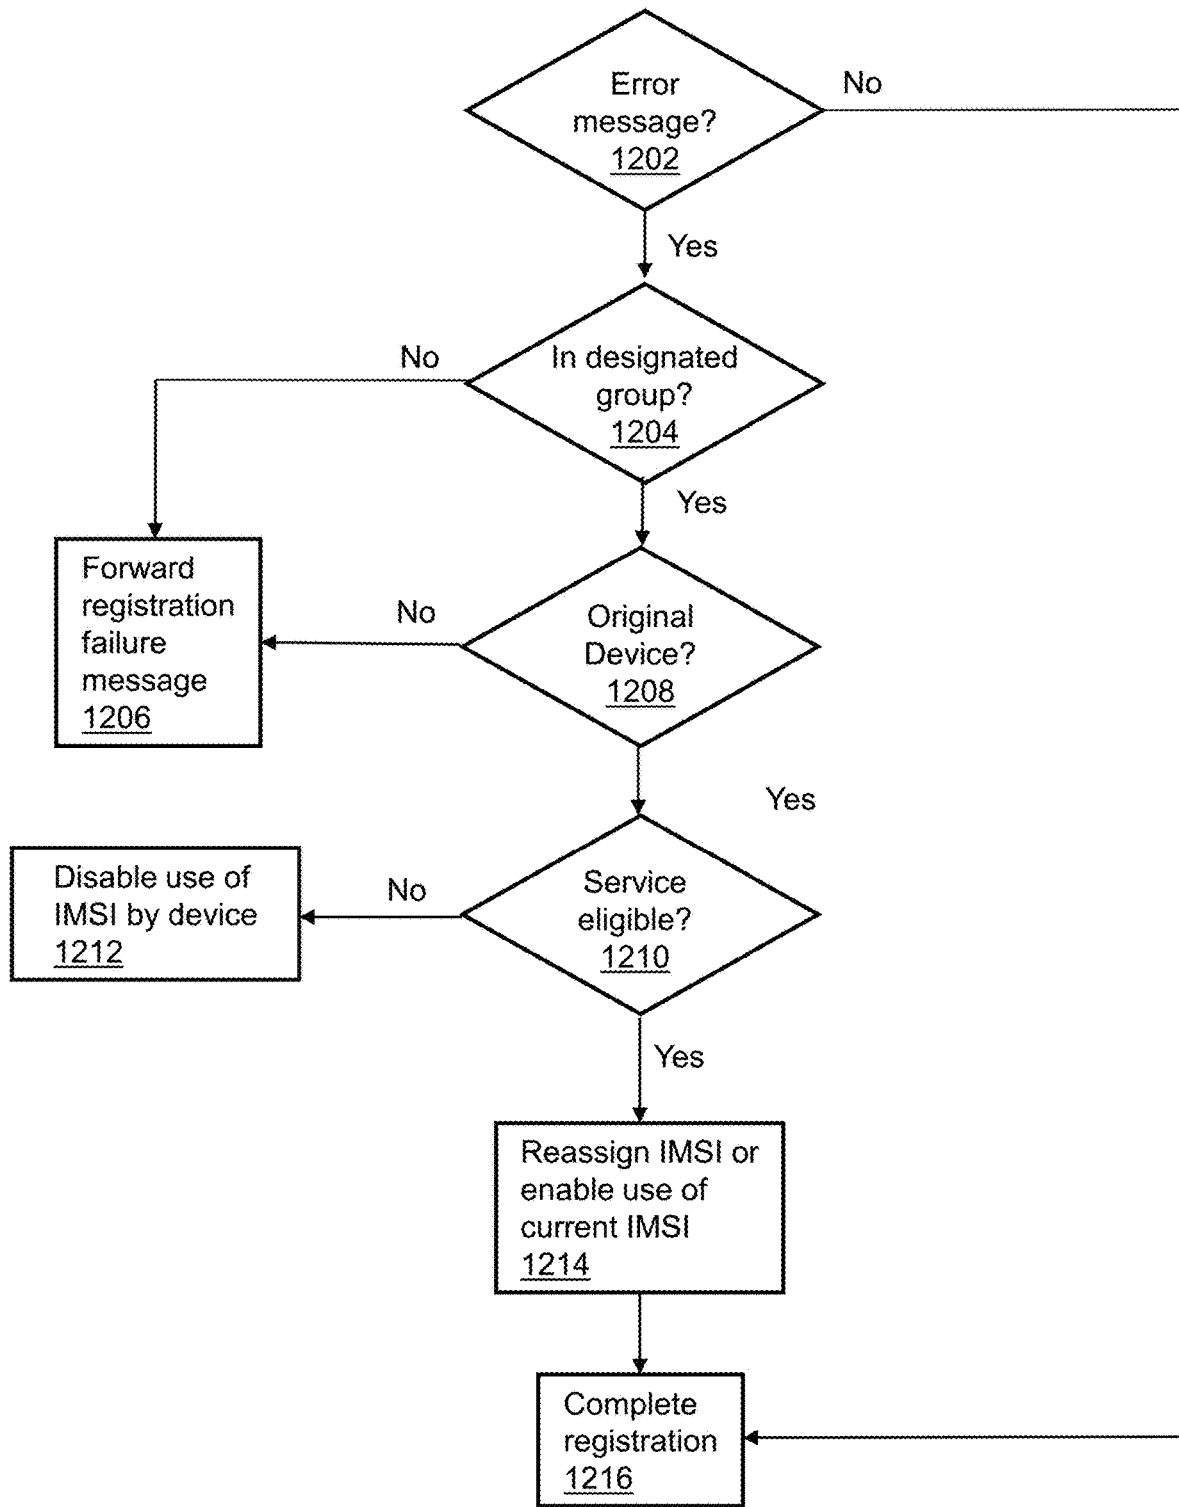 Error
message?
1202
No
Yes
No
In designated
group?
1204
Yes
Forward
registration
failure
message
1206
No
Original
Device?
1208
Yes
Disable use of
IMSI by device
1212
No
Service
eligible?
1210
Yes
Reassign IMSI or
enable use of
current IMSI
1214
Complete
registration
1216